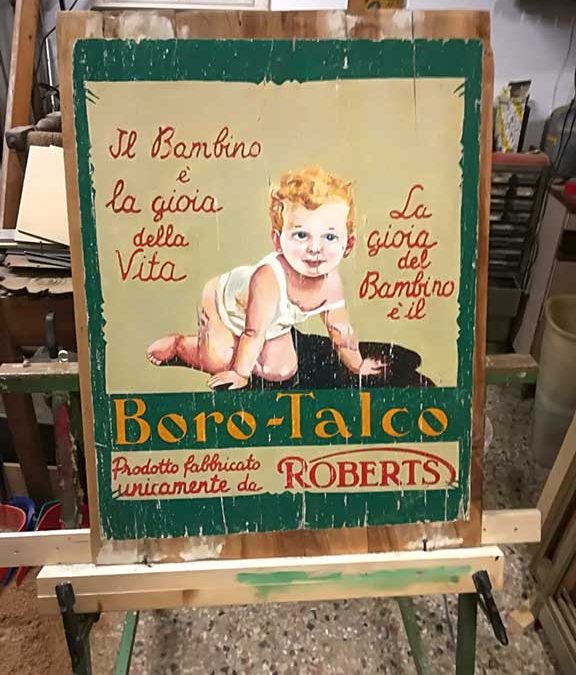 Il Bambino
è
la gioia
della
Vita
La
gioia
del
Bambino
è il
Boro-Talco
Prodotto fabbricato
unicamente da
ROBERTS